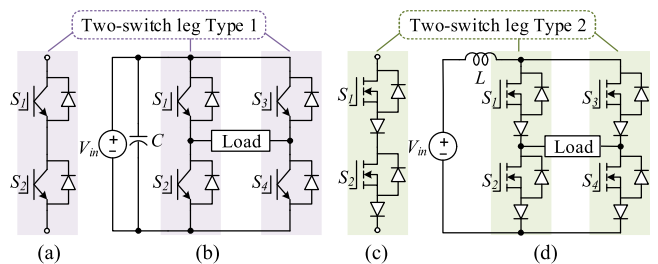 Two-switch leg Type 1
Two-switch leg Type 2
S1
S2
Vin
+
−
C
S1
S2
Load
S3
S4
S1
S2
Vin
+
−
L
S1
S2
Load
S3
S4
(a)
(b)
(c)
(d)